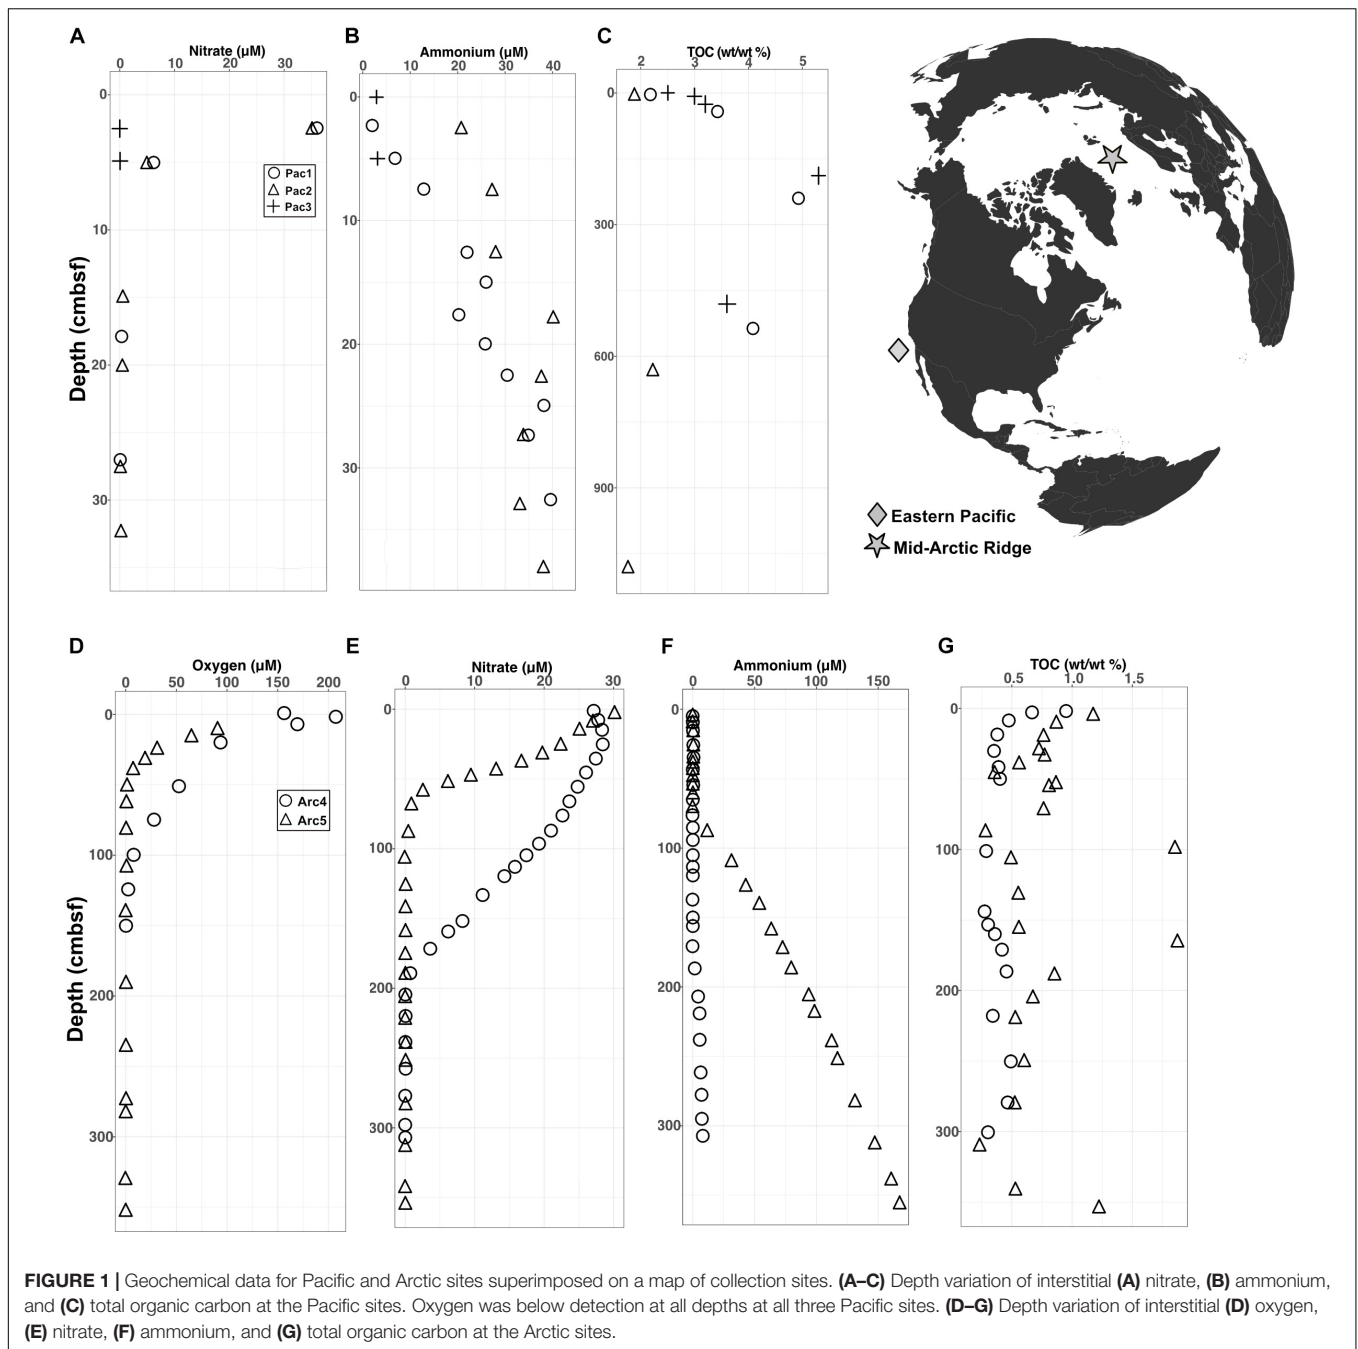 A
Nitrate (µM)
0 10 20 30
0
10
20
30
Depth (cmbsf)
Pac1
Pac2
Pac3
B
Ammonium (µM)
0 10 20 30 40
0
10
20
30
C
TOC (wt/wt %)
2 3 4 5
0
300
600
900
Eastern Pacific
Mid-Arctic Ridge
D
Oxygen (µM)
0 50 100 150 200
0
100
200
300
Depth (cmbsf)
Arc4
Arc5
E
Nitrate (µM)
0 10 20 30
0
100
200
300
F
Ammonium (µM)
0 50 100 150
0
100
200
300
G
TOC (wt/wt %)
0.5 1.0 1.5
0
100
200
300
FIGURE 1 | Geochemical data for Pacific and Arctic sites superimposed on a map of collection sites. (A–C) Depth variation of interstitial (A) nitrate, (B) ammonium,
and (C) total organic carbon at the Pacific sites. Oxygen was below detection at all depths at all three Pacific sites. (D–G) Depth variation of interstitial (D) oxygen,
(E) nitrate, (F) ammonium, and (G) total organic carbon at the Arctic sites.